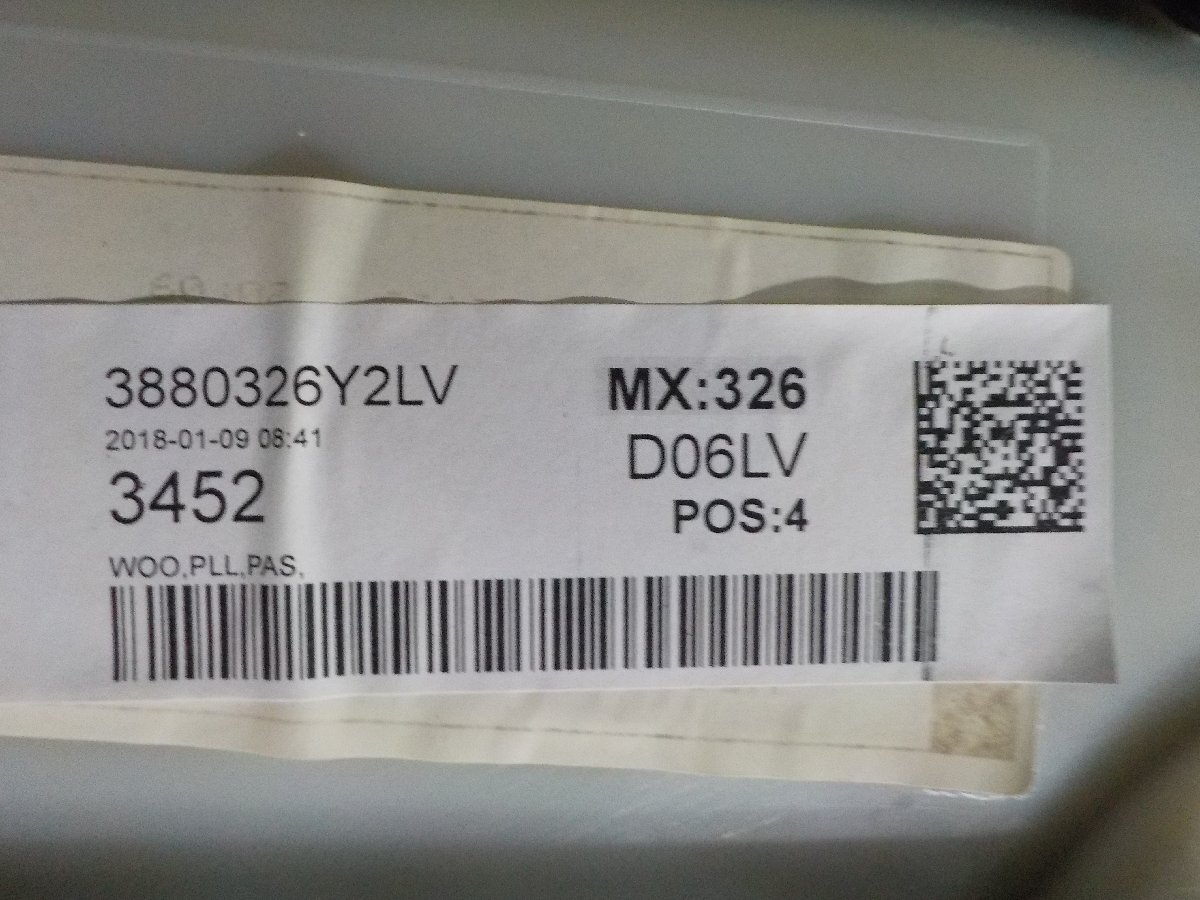 3880326Y2LV
2018-01-09 08:41
3452
WOO,PLL,PAS,
MX:326
D06LV
POS:4